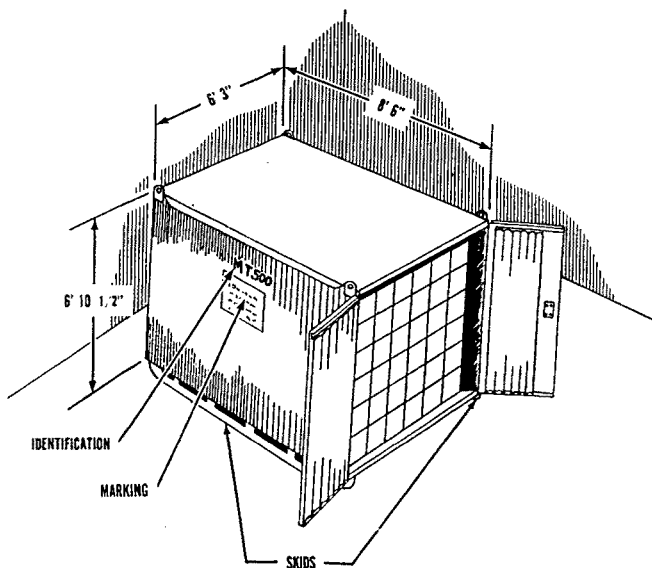 6' 3"
8' 6"
MT500
6' 10 1/2"
IDENTIFICATION
MARKING
SKIDS